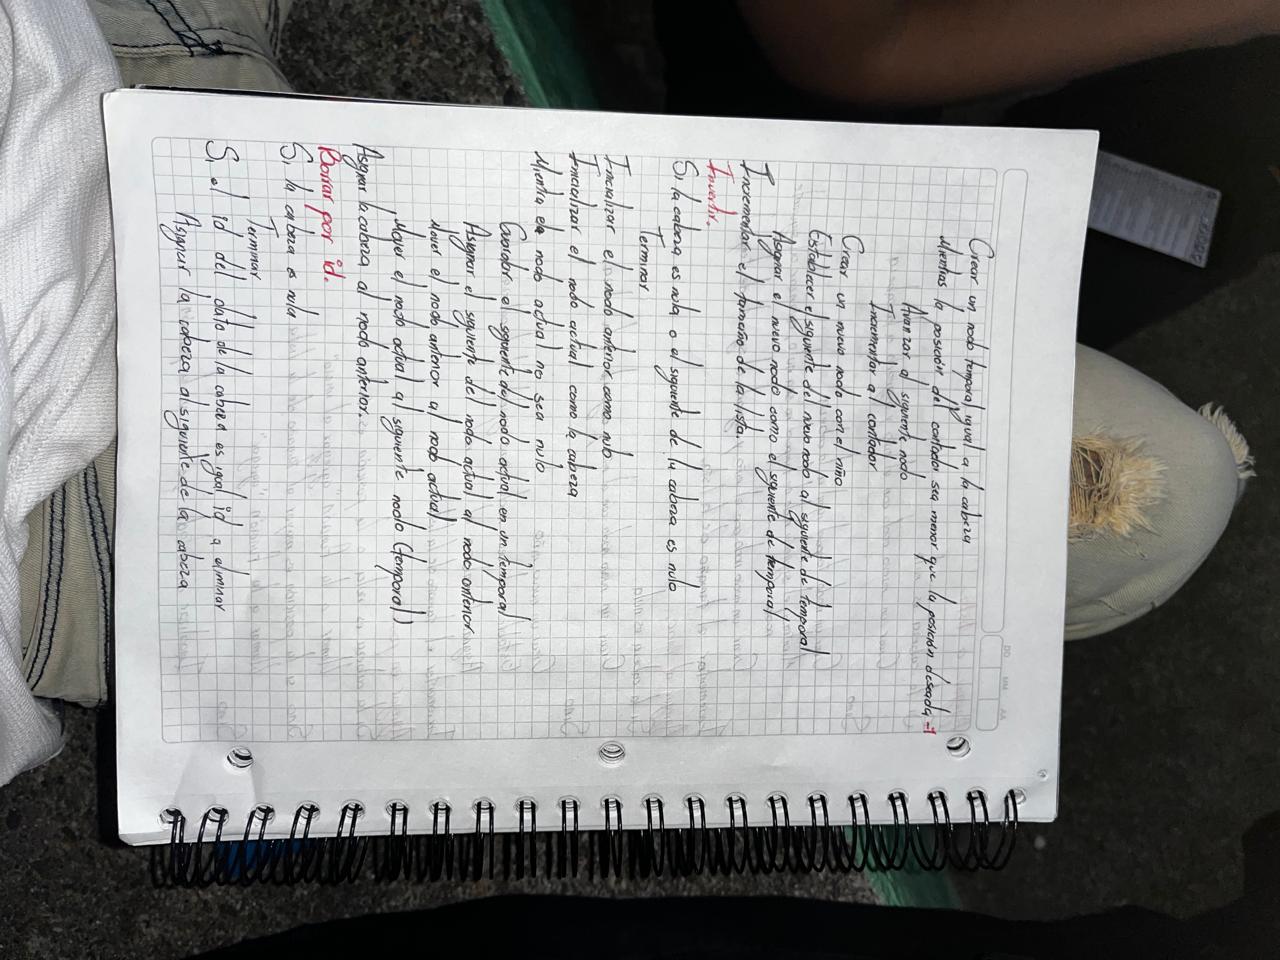 Crear un nodo temporal igual a la cabeza
Mientras la posición del contador sea menor que la posición deseada -1
Avanzar al siguiente nodo
Incrementar al contador
Crear un nuevo nodo con el niño
Establecer el siguiente del nuevo nodo al siguiente de temporal
Asignar el nuevo nodo como el siguiente de temporal
Incrementar el tamaño de la lista.
Invertir.
Si la cabeza es nula o el siguiente de la cabeza es nulo
Terminar
Inicializar el nodo anterior como nulo
Inicializar el nodo actual como la cabeza
Mientra el nodo actual no sea nulo
Guardar el siguiente del nodo actual en un temporal
Asignar el siguiente del nodo actual al nodo anterior
Mover el nodo anterior al nodo actual
Mover el nodo actual al siguiente nodo (temporal)
Asignar la cabeza al nodo anterior.
Borrar por id.
Si la cabeza es nula
Terminar
Si el id del dato de la cabeza es igual id a eliminar
Asignar la cabeza al siguiente de la cabeza
DD MM AA